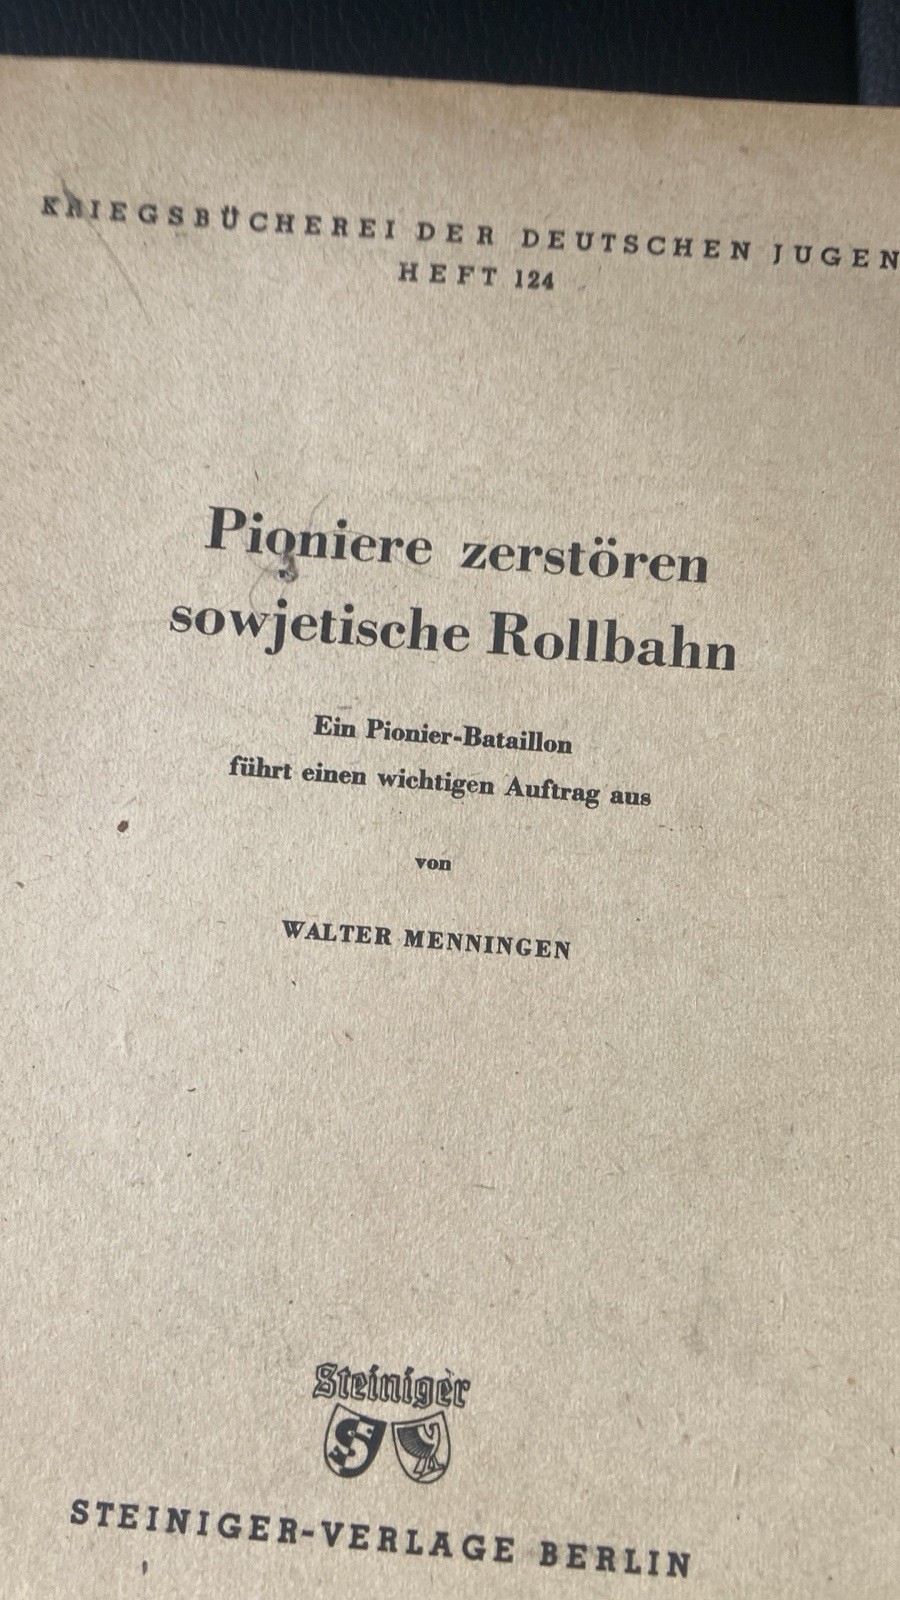 KRIEGSBÜCHEREI DER DEUTSCHEN JUGEN
HEFT 124
Pioniere zerstören
sowjetische Rollbahn
Ein Pionier-Bataillon
führt einen wichtigen Auftrag aus
von
WALTER MENNINGEN
Steiniger
S
STEINIGER-VERLAGE BERLIN